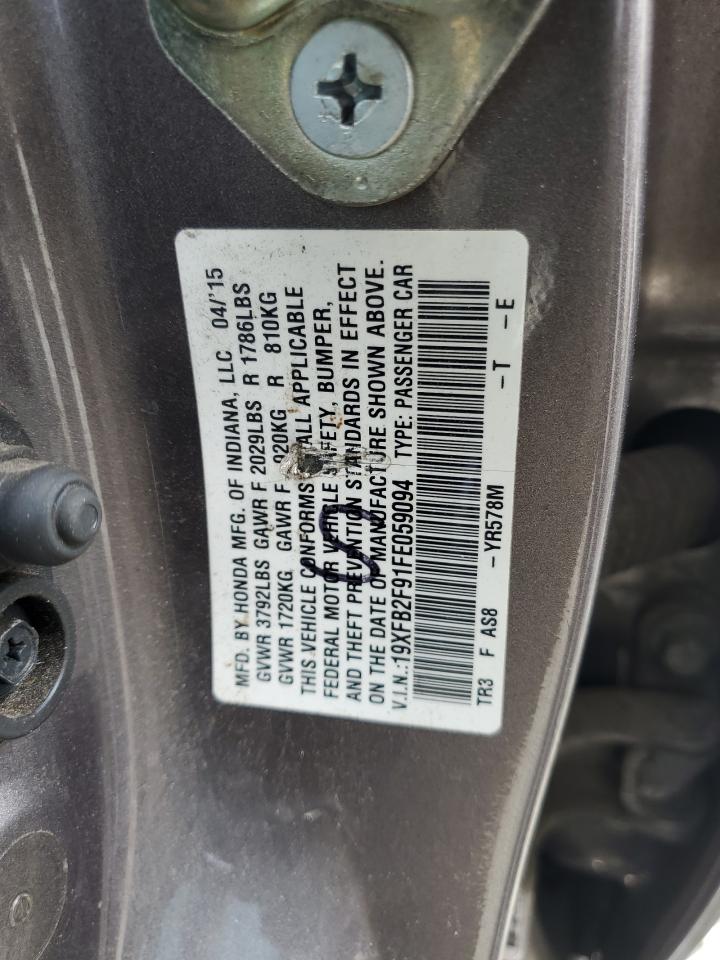 MFD. BY HONDA MFG. OF INDIANA, LLC 04/'15
GVWR 3792LBS GAWR F 2029LBS R 1786LBS
GVWR 1720KG GAWR F 920KG R 810KG
THIS VEHICLE CONFORMS TO ALL APPLICABLE
FEDERAL MOTOR VEHICLE SAFETY, BUMPER,
AND THEFT PREVENTION STANDARDS IN EFFECT
ON THE DATE OF MANUFACTURE SHOWN ABOVE.
V.I.N.:19XFB2F91FE059094 TYPE: PASSENGER CAR
TR3 F AS8 -YR578M -T -E